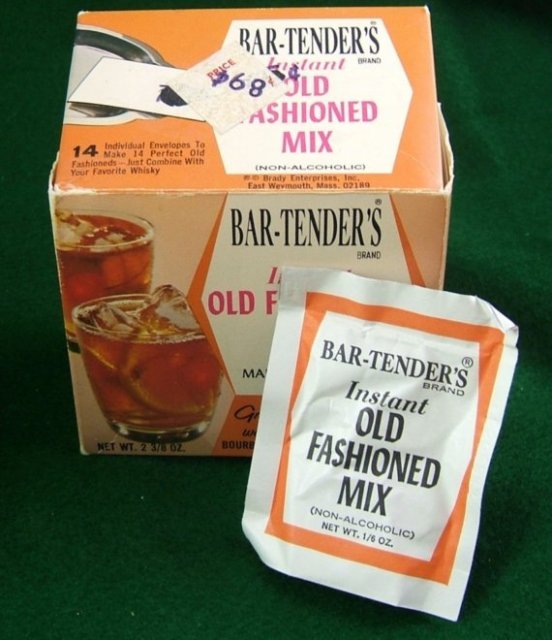 BAR-TENDER'S®
BRAND
Instant
OLD
FASHIONED
MIX
(NON-ALCOHOLIC)
PRICE
14 Individual Envelopes To
Make 14 Perfect Old
Fashioneds—Just Combine With
Your Favorite Whisky
®© Brady Enterprises, Inc.
East Weymouth, Mass. 02189
BAR-TENDER'S®
BRAND
OLD
MA
BOURB
NET WT. 2 3/8 OZ.
BAR-TENDER'S®
BRAND
Instant
OLD
FASHIONED
MIX
(NON-ALCOHOLIC)
NET WT. 1/6 OZ.